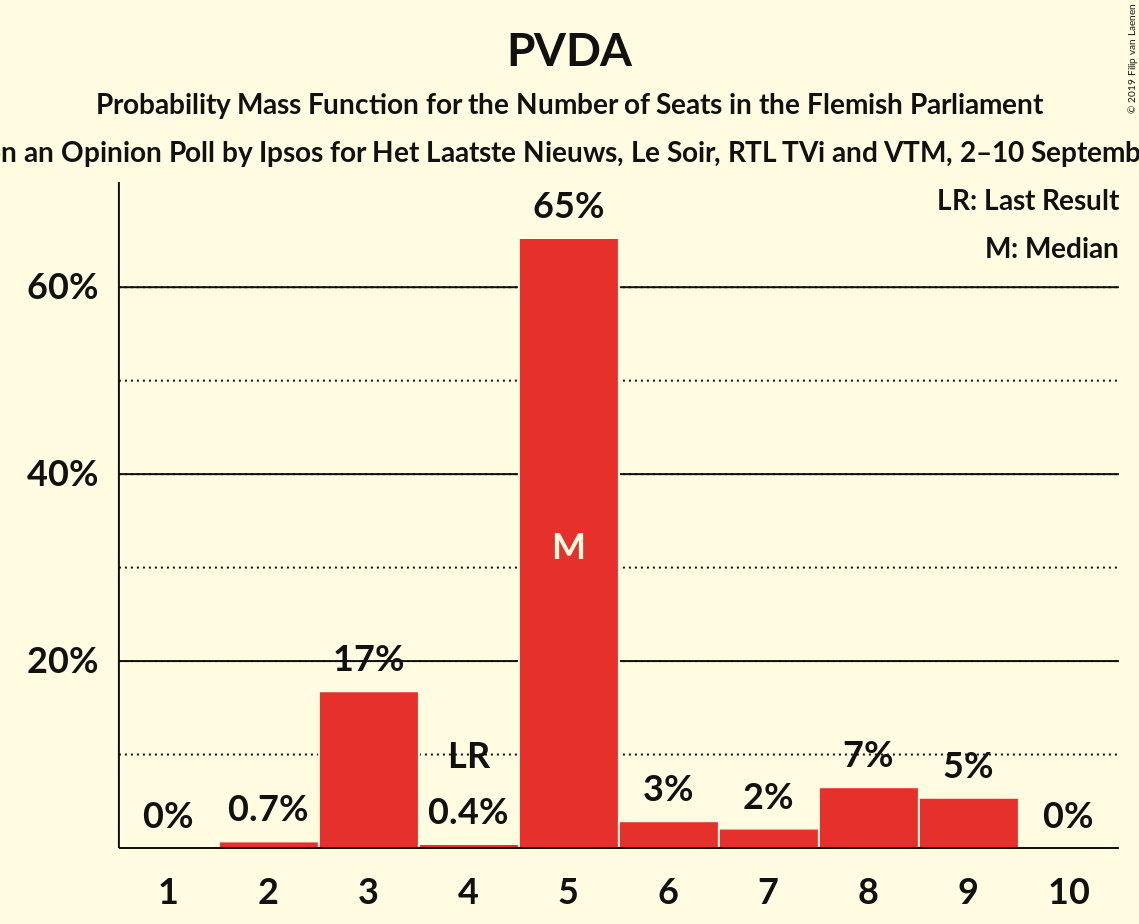 PVDA
Probability Mass Function for the Number of Seats in the Flemish Parliament
n an Opinion Poll by Ipsos for Het Laatste Nieuws, Le Soir, RTL TVi and VTM, 2–10 Septemb
© 2019 Filip van Laenen
LR: Last Result
M: Median
60%
40%
20%
0%
0.7%
17%
LR
0.4%
65%
M
3%
2%
7%
5%
0%
1 2 3 4 5 6 7 8 9 10